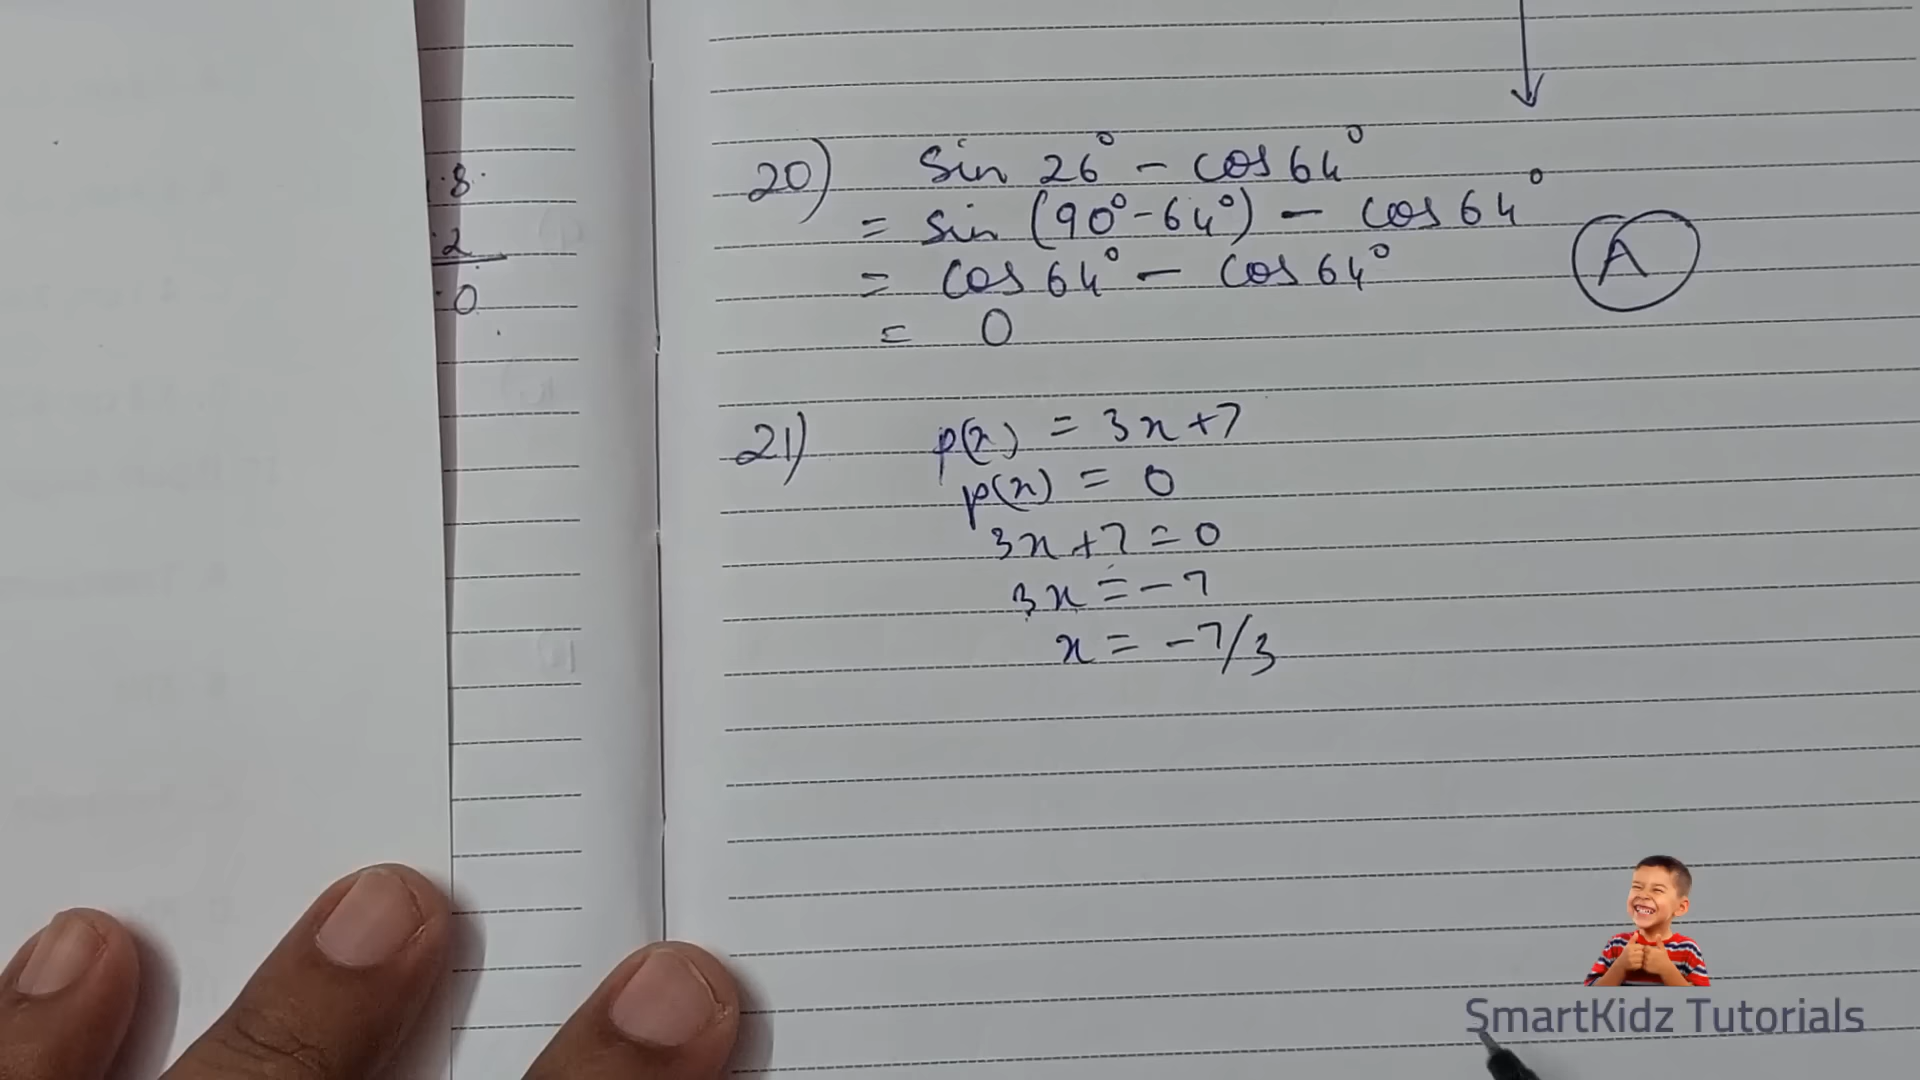 .8.
.2
.0
20) Sin 26° - cos 64°
= Sin (90° - 64°) - cos 64°
= cos 64° - cos 64°
= 0
A
21) p(x) = 3x+7
p(x) = 0
3x+7=0
3x = -7
x = -7/3
SmartKidz Tutorials